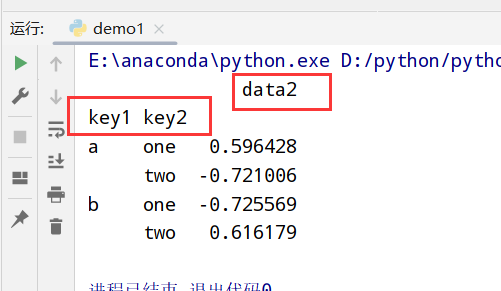 运行: demo1
E:\anaconda\python.exe D:/python/pytho
data2
key1 key2
a one 0.596428
two -0.721006
b one -0.725569
two 0.616179
进程已结束,退出代码0